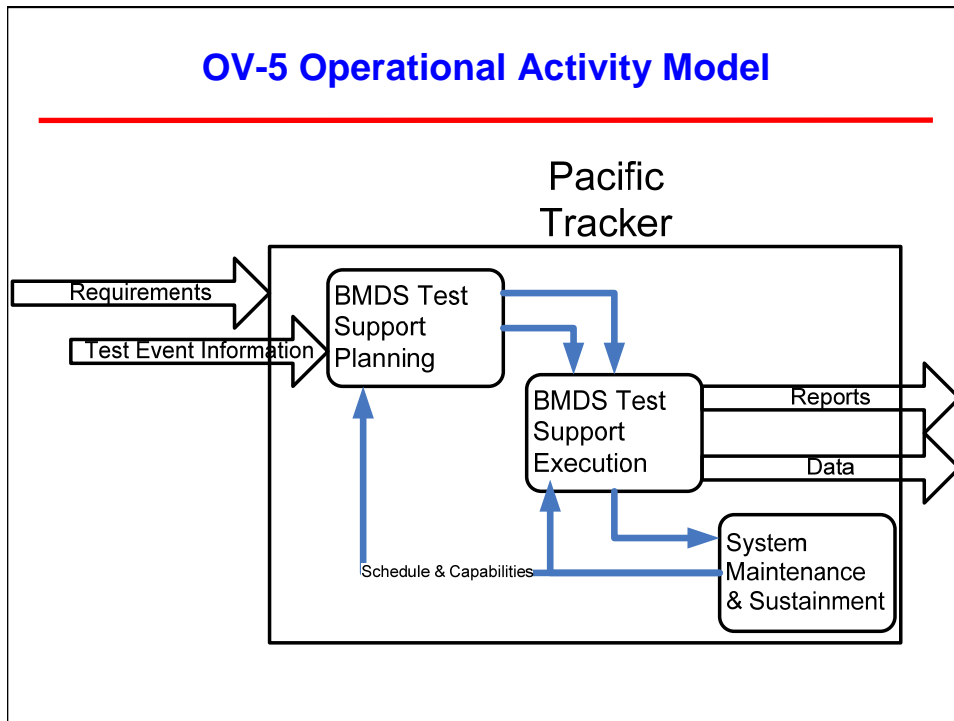 OV-5 Operational Activity Model
Pacific
Tracker
Requirements
Test Event Information
BMDS Test
Support
Planning
BMDS Test
Support
Execution
Reports
Data
Schedule & Capabilities
System
Maintenance
& Sustainment